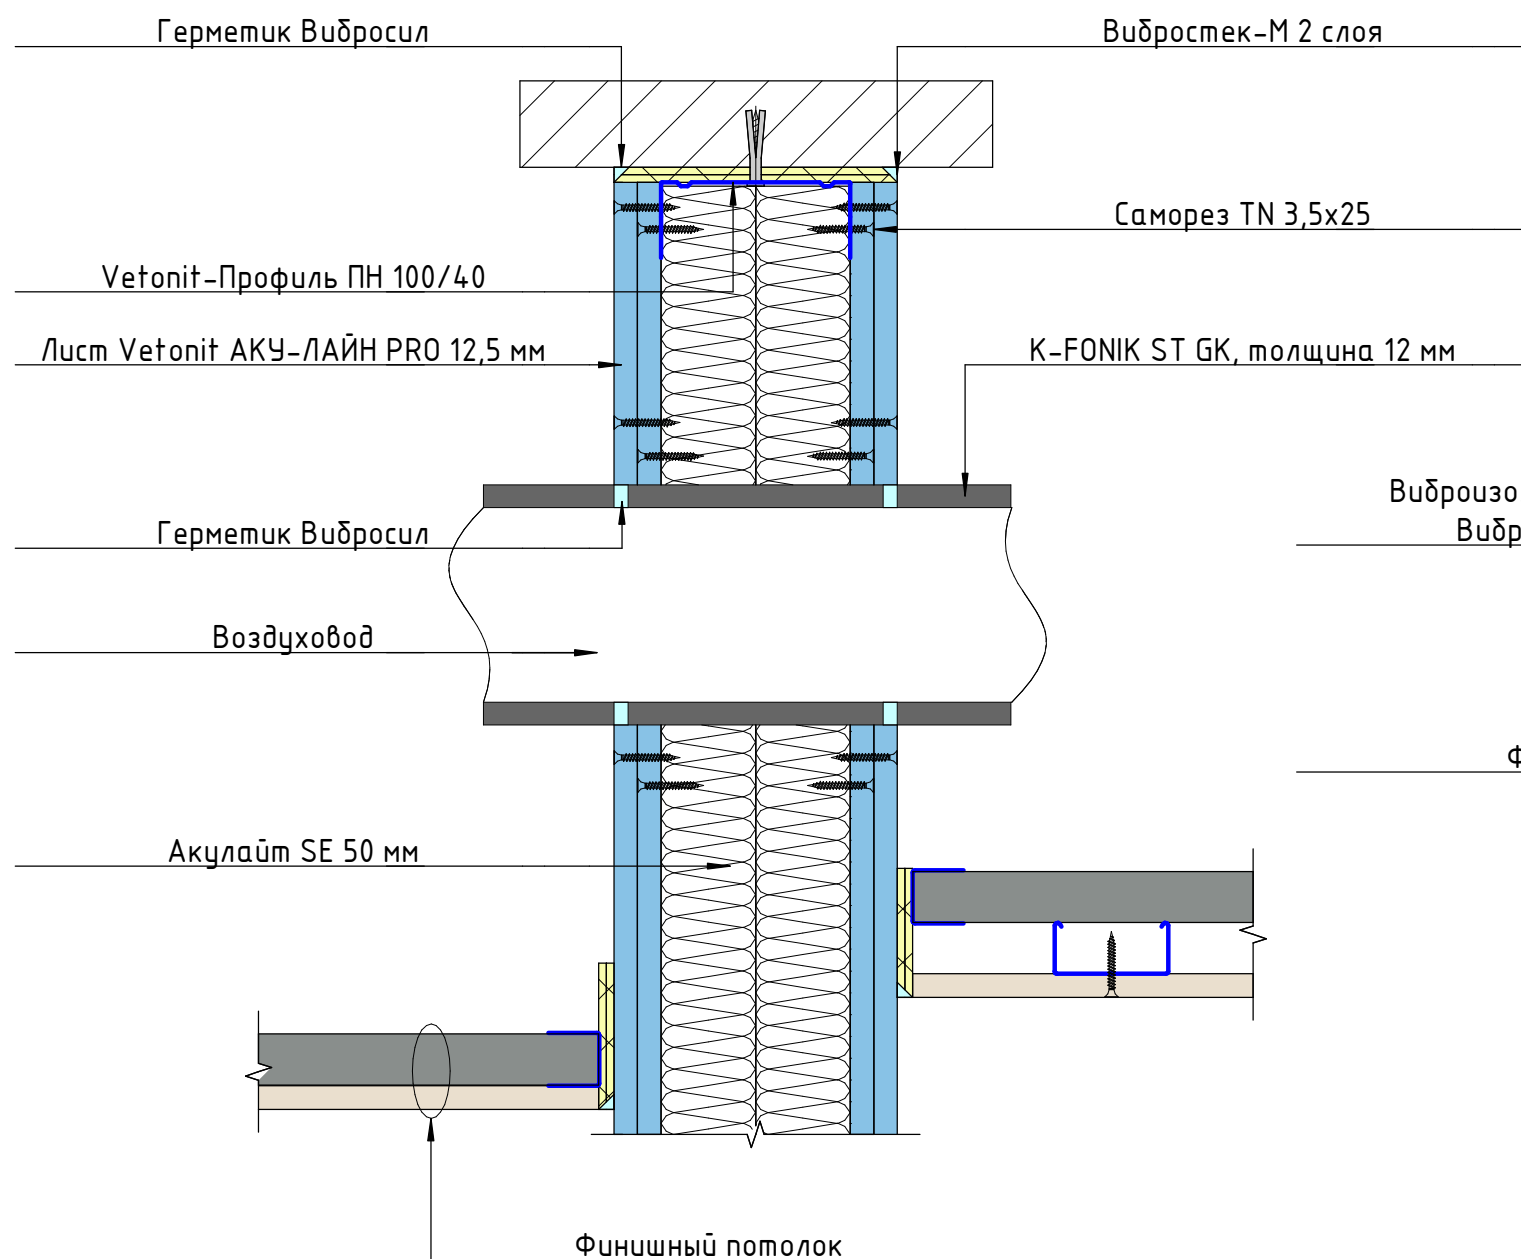 Герметик Вибросил
Вибростек-М 2 слоя
Саморез TN 3,5x25
Vetonit-Профиль ПН 100/40
Лист Vetonit АКУ-ЛАЙН PRO 12,5 мм
K-FONIK ST GK, толщина 12 мм
Виброизо
Вибр
Герметик Вибросил
Воздуховод
Ф
Акулайт SE 50 мм
Финишный потолок